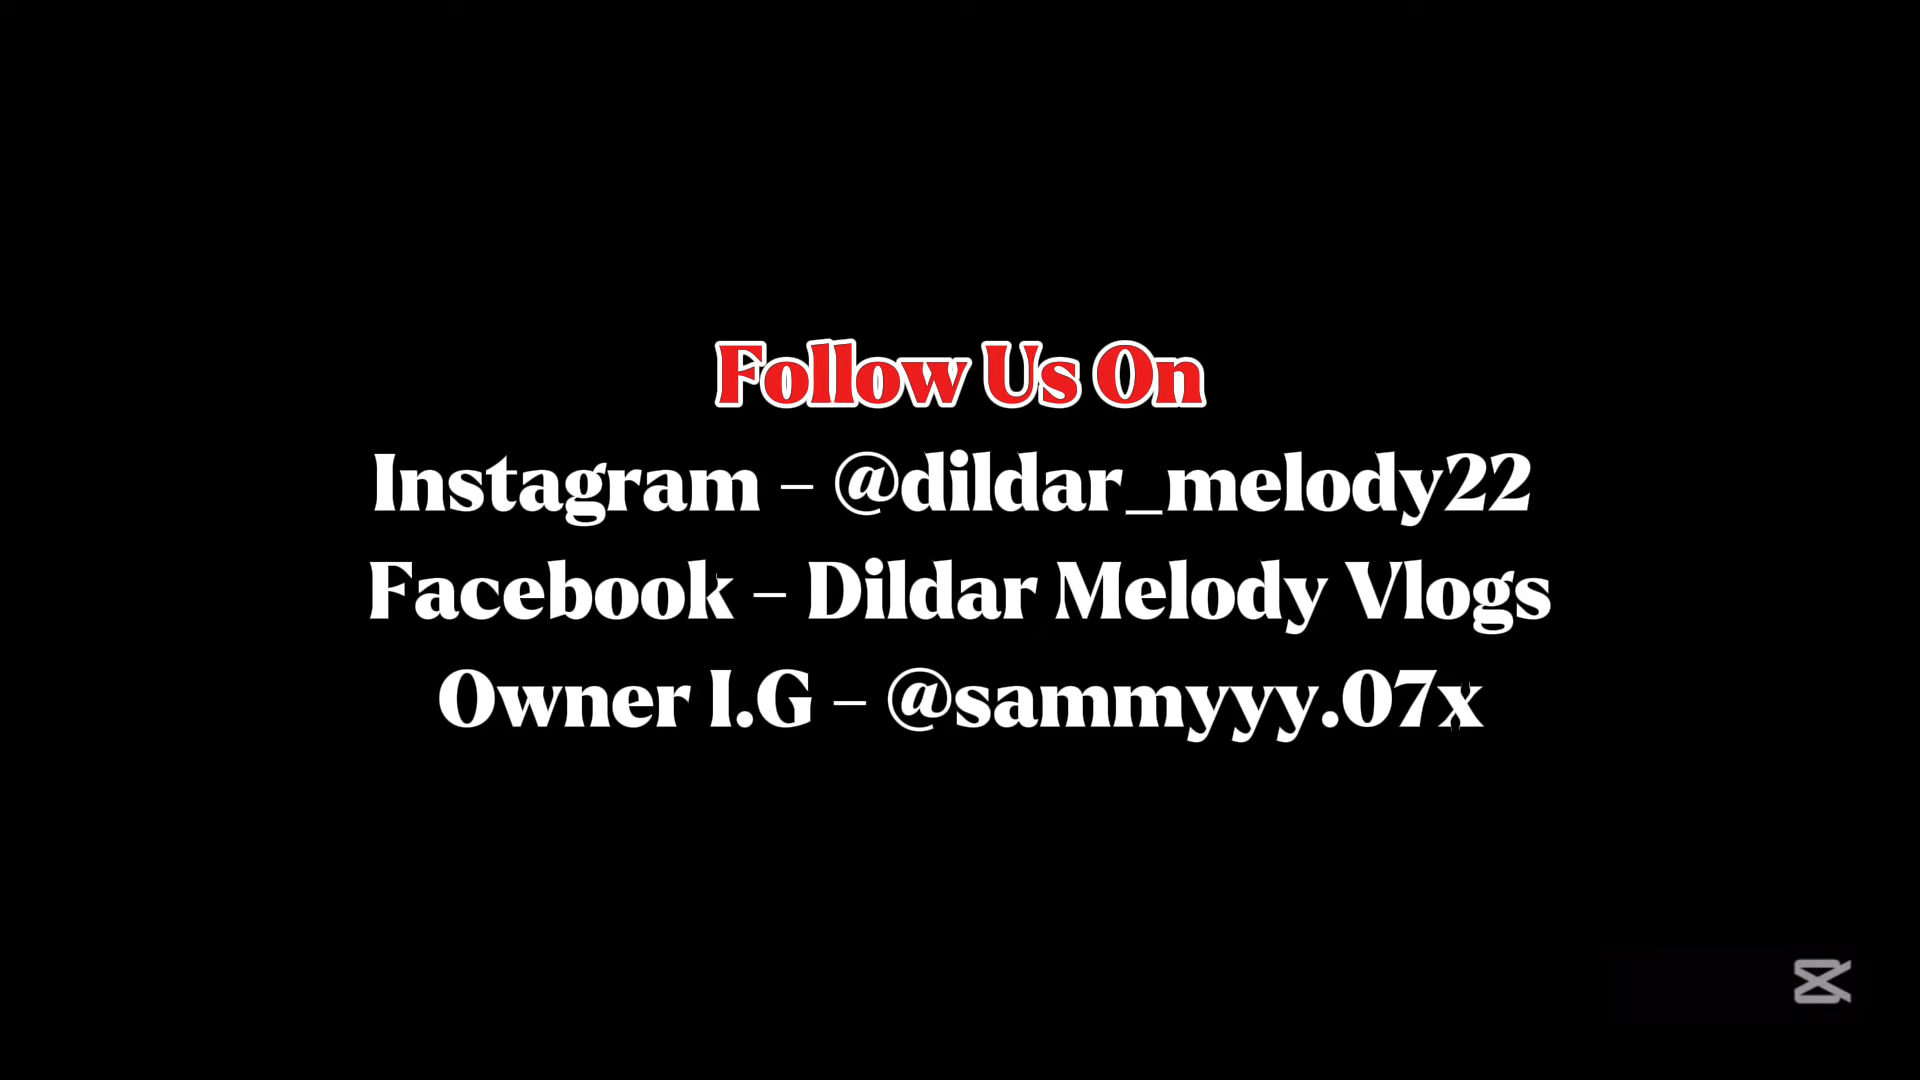 Follow Us On
Instagram - @dildar_melody22
Facebook - Dildar Melody Vlogs
Owner I.G - @sammyyy.07x